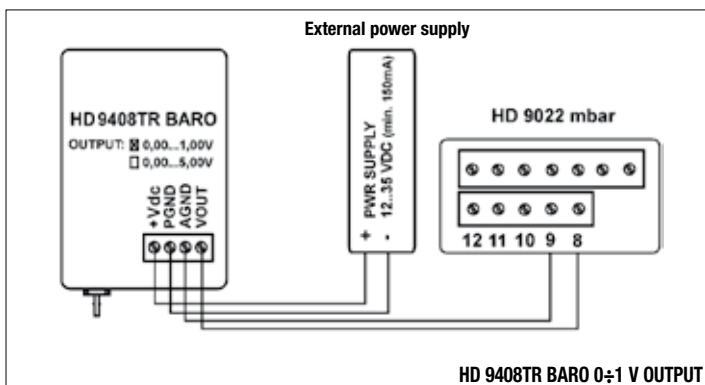 External power supply
HD 9408TR BARO
OUTPUT: ☒ 0,00...1,00V
☐ 0,00...5,00V
+Vdc
PGND
AGND
VOUT
+ PWR SUPPLY
- 12..35 VDC (min. 150mA)
HD 9022 mbar
12 11 10 9 8
HD 9408TR BARO 0÷1 V OUTPUT